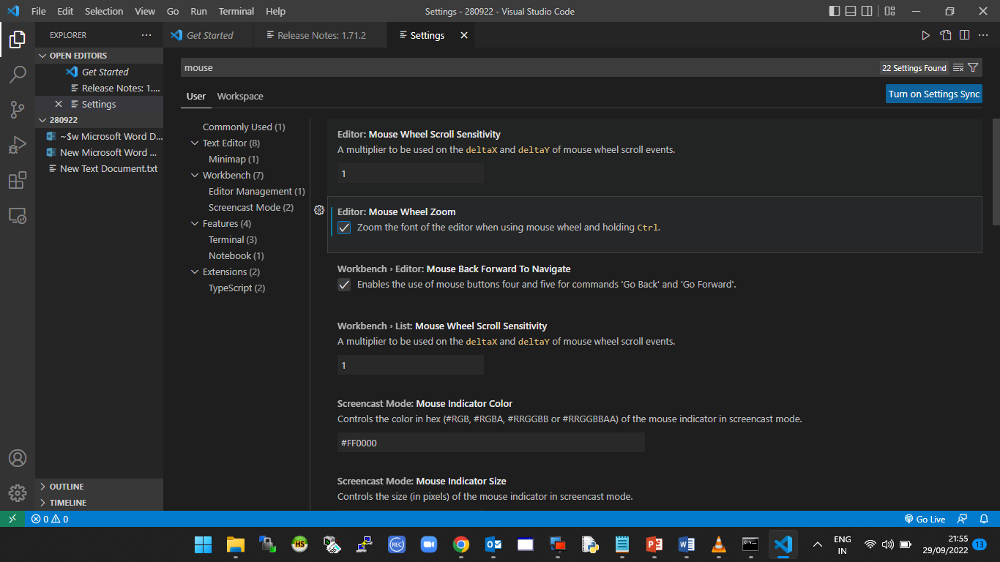 File Edit Selection View Go Run Terminal Help
Settings - 280922 - Visual Studio Code
EXPLORER
Get Started
Release Notes: 1.71.2
Settings
OPEN EDITORS
Get Started
Release Notes: 1....
Settings
280922
~$w Microsoft Word D...
New Microsoft Word ...
New Text Document.txt
OUTLINE
TIMELINE
mouse
22 Settings Found
User Workspace
Turn on Settings Sync
Commonly Used (1)
Text Editor (8)
Minimap (1)
Workbench (7)
Editor Management (1)
Screencast Mode (2)
Features (4)
Terminal (3)
Notebook (1)
Extensions (2)
TypeScript (2)
Editor: Mouse Wheel Scroll Sensitivity
A multiplier to be used on the deltaX and deltaY of mouse wheel scroll events.
1
Editor: Mouse Wheel Zoom
Zoom the font of the editor when using mouse wheel and holding Ctrl.
Workbench › Editor: Mouse Back Forward To Navigate
Enables the use of mouse buttons four and five for commands 'Go Back' and 'Go Forward'.
Workbench › List: Mouse Wheel Scroll Sensitivity
A multiplier to be used on the deltaX and deltaY of mouse wheel scroll events.
1
Screencast Mode: Mouse Indicator Color
Controls the color in hex (#RGB, #RGBA, #RRGGBB or #RRGGBBAA) of the mouse indicator in screencast mode.
#FF0000
Screencast Mode: Mouse Indicator Size
Controls the size (in pixels) of the mouse indicator in screencast mode.
0 0
Go Live
HS
REC
ENG
IN
21:55
29/09/2022
13